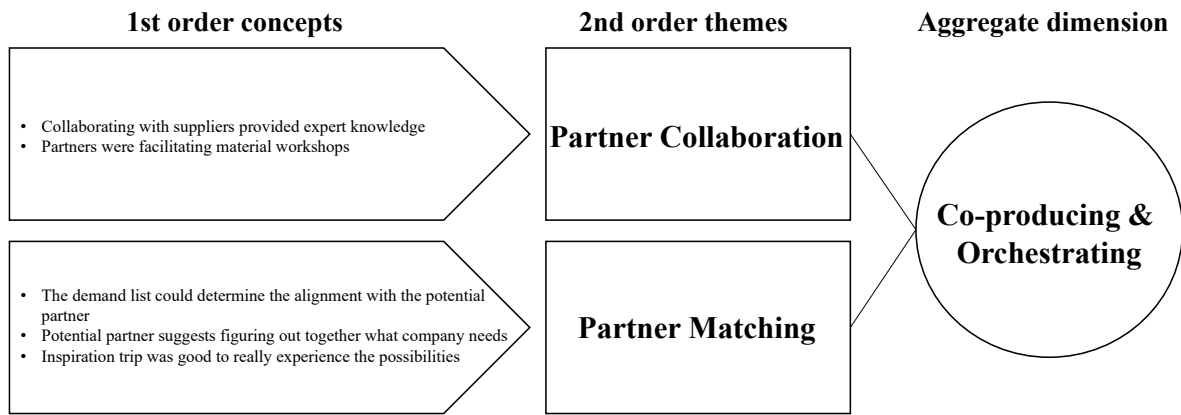 1st order concepts
2nd order themes
Aggregate dimension
• Collaborating with suppliers provided expert knowledge
• Partners were facilitating material workshops
Partner Collaboration
• The demand list could determine the alignment with the potential
partner
• Potential partner suggests figuring out together what company needs
• Inspiration trip was good to really experience the possibilities
Partner Matching
Co-producing &
Orchestrating